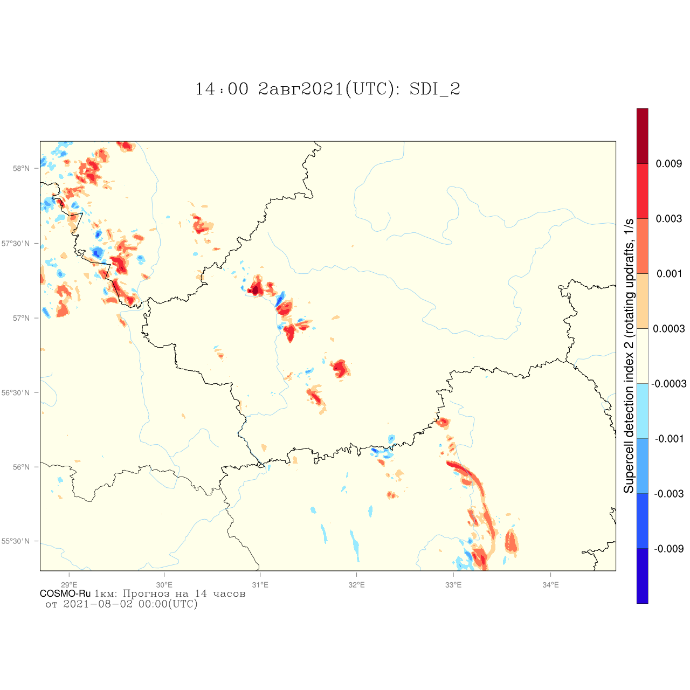 14:00 2авг2021(UTC): SDI_2
58°N
57°30'N
57°N
56°30'N
56°N
55°30'N
29°E
30°E
31°E
32°E
33°E
34°E
0.009
0.003
0.001
0.0003
-0.0003
-0.001
-0.003
-0.009
Supercell detection index 2 (rotating updrafts, 1/s
COSMO-Ru 1км: Прогноз на 14 часов
от 2021-08-02 00:00(UTC)